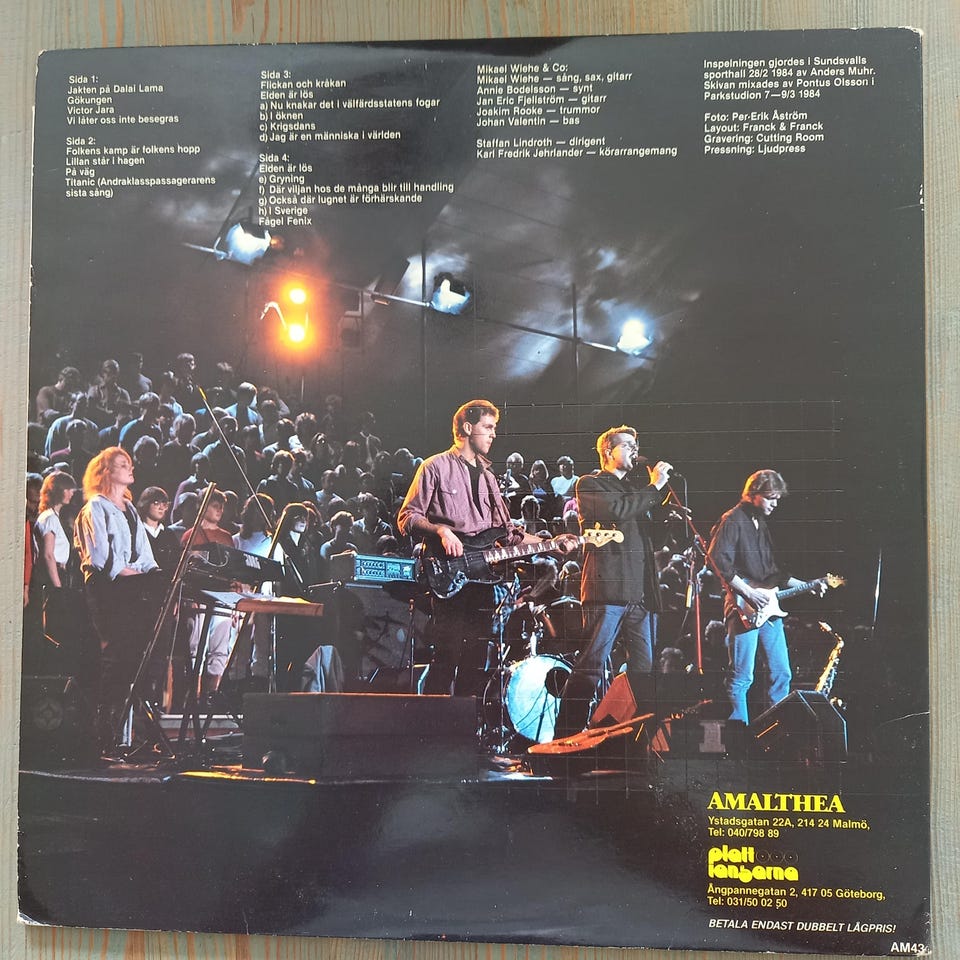 Sida 1:
Jakten på Dalai Lama
Gökungen
Victor Jara
Vi låter oss inte besegras
Sida 2:
Folkens kamp är folkens hopp
Lillan står i hagen
På väg
Titanic (Andraklasspassagerarens
sista sång)
Sida 3:
Flickan och kråkan
Elden är lös
a) Nu knakar det i välfärdsstatens fogar
b) I öknen
c) Krigsdans
d) Jag är en människa i världen
Sida 4:
Elden är lös
e) Gryning
f) Där viljan hos de många blir till handling
g) Också där lugnet är förhärskande
h) I Sverige
Fågel Fenix
Mikael Wiehe & Co:
Mikael Wiehe — sång, sax, gitarr
Annie Bodelsson — synt
Jan Eric Fjellström — gitarr
Joakim Rooke — trummor
Johan Valentin — bas
Staffan Lindroth — dirigent
Karl Fredrik Jehrlander — körarrangemang
Inspelningen gjordes i Sundsvalls
sporthall 28/2 1984 av Anders Muhr.
Skivan mixades av Pontus Olsson i
Parkstudion 7—9/3 1984
Foto: Per-Erik Åström
Layout: Franck & Franck
Gravering: Cutting Room
Pressning: Ljudpress
AMALTHEA
Ystadsgatan 22A, 214 24 Malmö,
Tel: 040/798 89
platt
langarna
Ångpannegatan 2, 417 05 Göteborg,
Tel: 031/50 02 50
BETALA ENDAST DUBBELT LÅGPRIS!
AM43